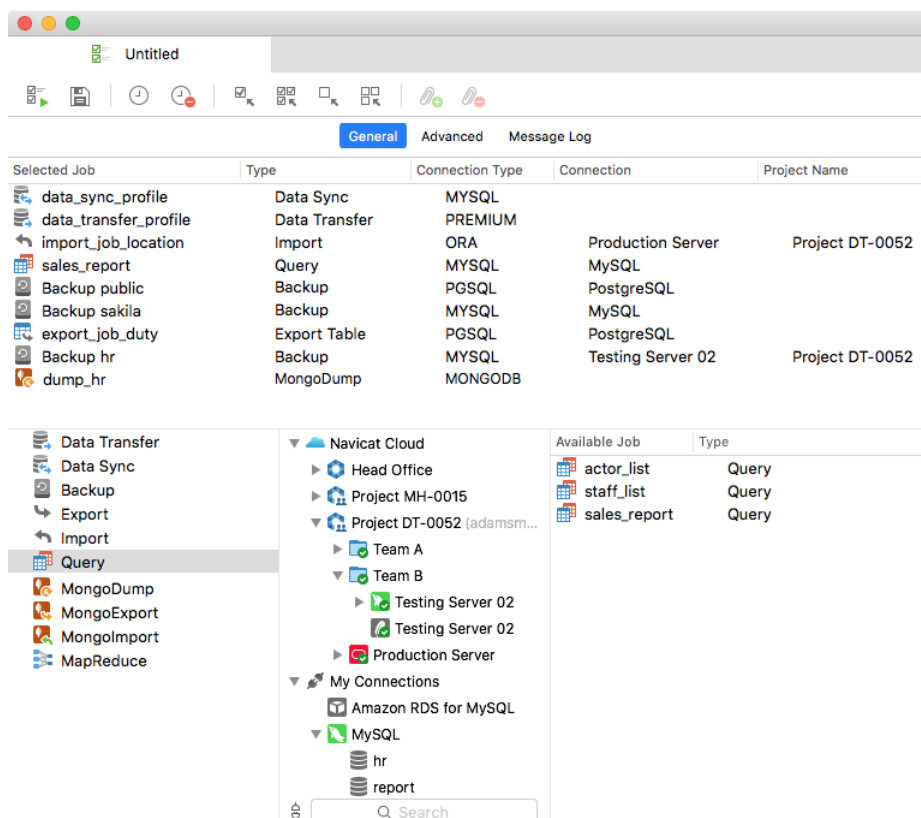 Untitled
General Advanced Message Log
Selected Job Type Connection Type Connection Project Name
data_sync_profile Data Sync MYSQL
data_transfer_profile Data Transfer PREMIUM
import_job_location Import ORA Production Server Project DT-0052
sales_report Query MYSQL MySQL
Backup public Backup PGSQL PostgreSQL
Backup sakila Backup MYSQL MySQL
export_job_duty Export Table PGSQL PostgreSQL
Backup hr Backup MYSQL Testing Server 02 Project DT-0052
dump_hr MongoDump MONGODB
Data Transfer
Data Sync
Backup
Export
Import
Query
MongoDump
MongoExport
MongoImport
MapReduce
Navicat Cloud
Head Office
Project MH-0015
Project DT-0052 (adamsm...
Team A
Team B
Testing Server 02
Testing Server 02
Production Server
My Connections
Amazon RDS for MySQL
MySQL
hr
report
Search
Available Job Type
actor_list Query
staff_list Query
sales_report Query